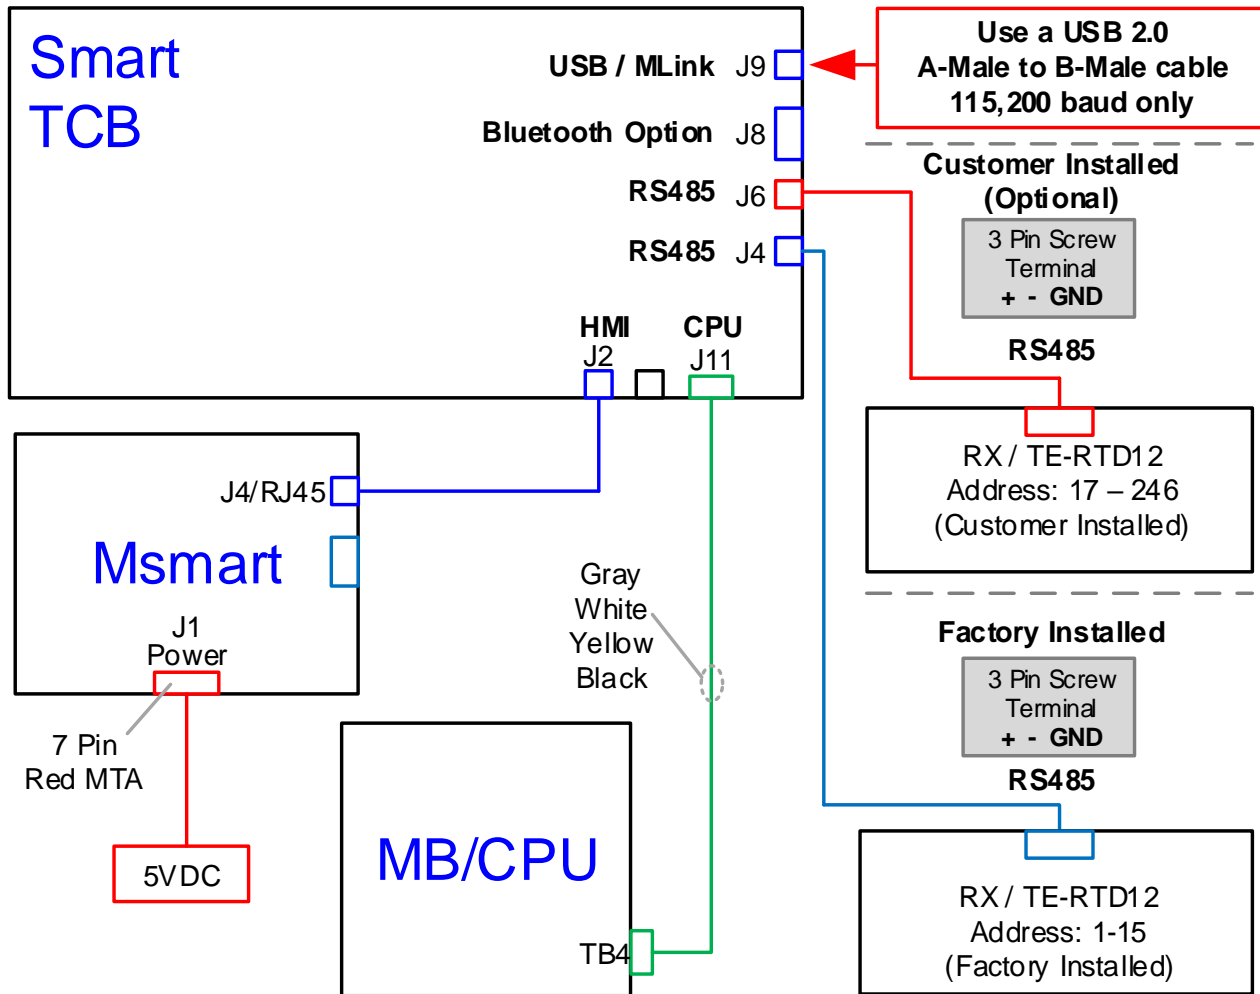 Smart
TCB
USB / MLink J9
Bluetooth Option J8
RS485 J6
RS485 J4
HMI
J2
CPU
J11
Use a USB 2.0
A-Male to B-Male cable
115,200 baud only
Customer Installed
(Optional)
3 Pin Screw
Terminal
+ - GND
RS485
RX / TE-RTD12
Address: 17 – 246
(Customer Installed)
J4/RJ45
Msmart
J1
Power
7 Pin
Red MTA
5VDC
Gray
White
Yellow
Black
MB/CPU
TB4
Factory Installed
3 Pin Screw
Terminal
+ - GND
RS485
RX / TE-RTD12
Address: 1-15
(Factory Installed)